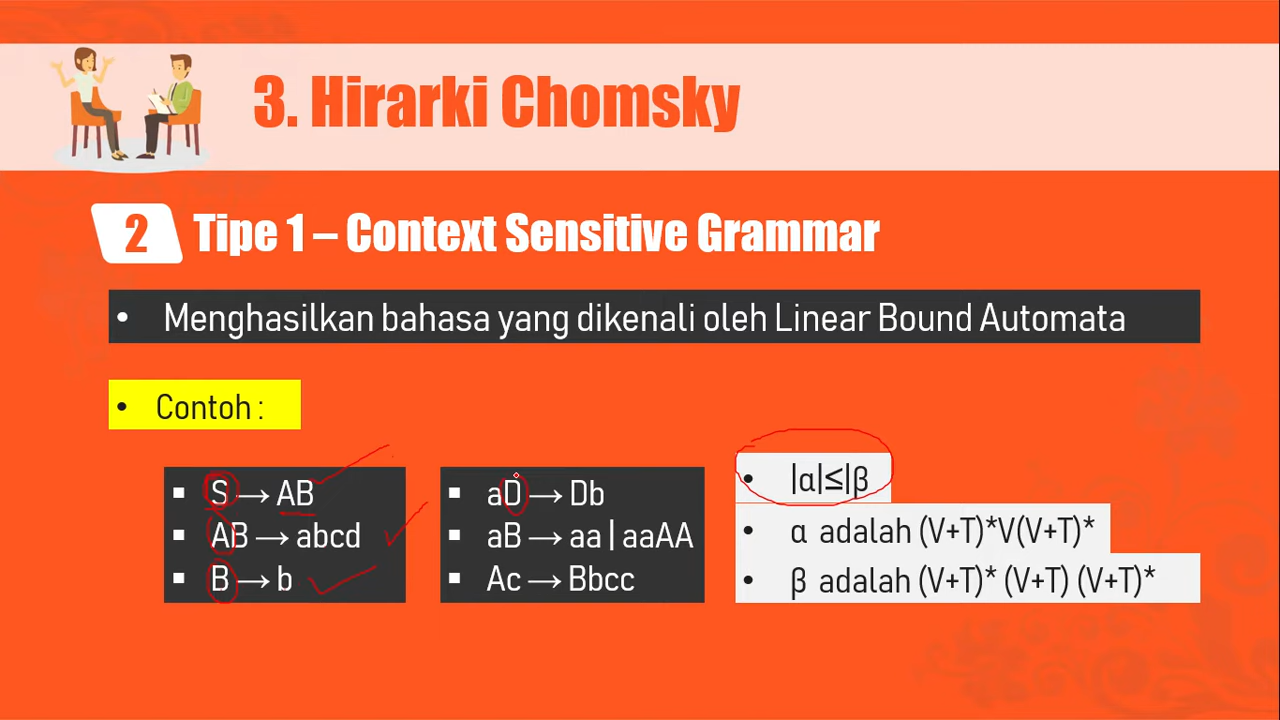 3. Hirarki Chomsky
2 Tipe 1 – Context Sensitive Grammar
• Menghasilkan bahasa yang dikenali oleh Linear Bound Automata
• Contoh :
▪ S → AB
▪ AB → abcd
▪ B → b
▪ aD → Db
▪ aB → aa | aaAA
▪ Ac → Bbcc
• |α|≤|β
• α adalah (V+T)*V(V+T)*
• β adalah (V+T)* (V+T) (V+T)*